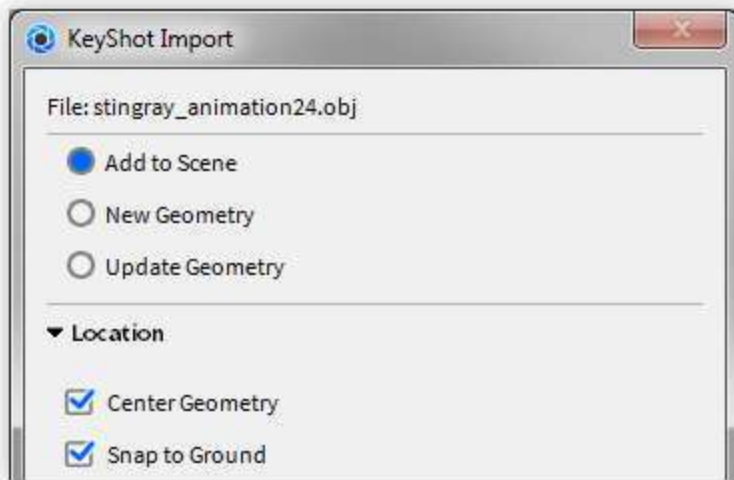 KeyShot Import
File: stingray_animation24.obj
Add to Scene
New Geometry
Update Geometry
Location
Center Geometry
Snap to Ground